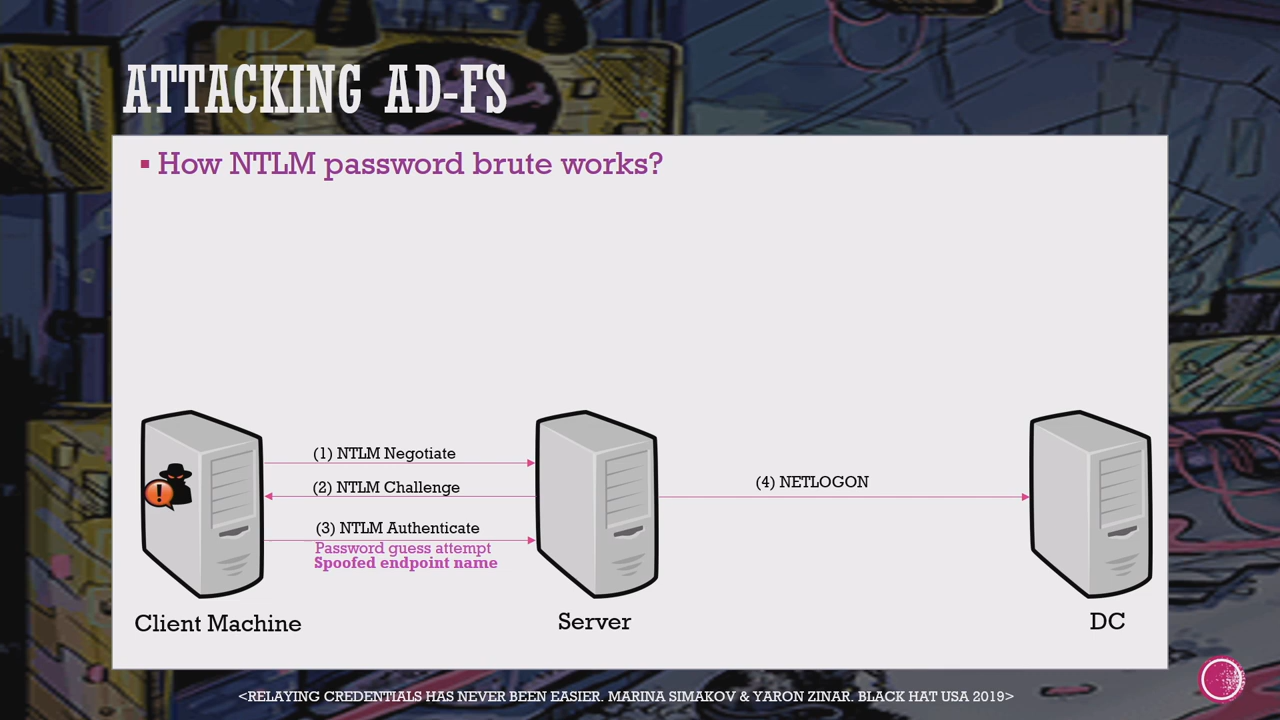 ATTACKING AD-FS
How NTLM password brute works?
(1) NTLM Negotiate
(2) NTLM Challenge
(3) NTLM Authenticate
Password guess attempt
Spoofed endpoint name
(4) NETLOGON
!
Client Machine
Server
DC
<RELAYING CREDENTIALS HAS NEVER BEEN EASIER. MARINA SIMAKOV & YARON ZINAR. BLACK HAT USA 2019>